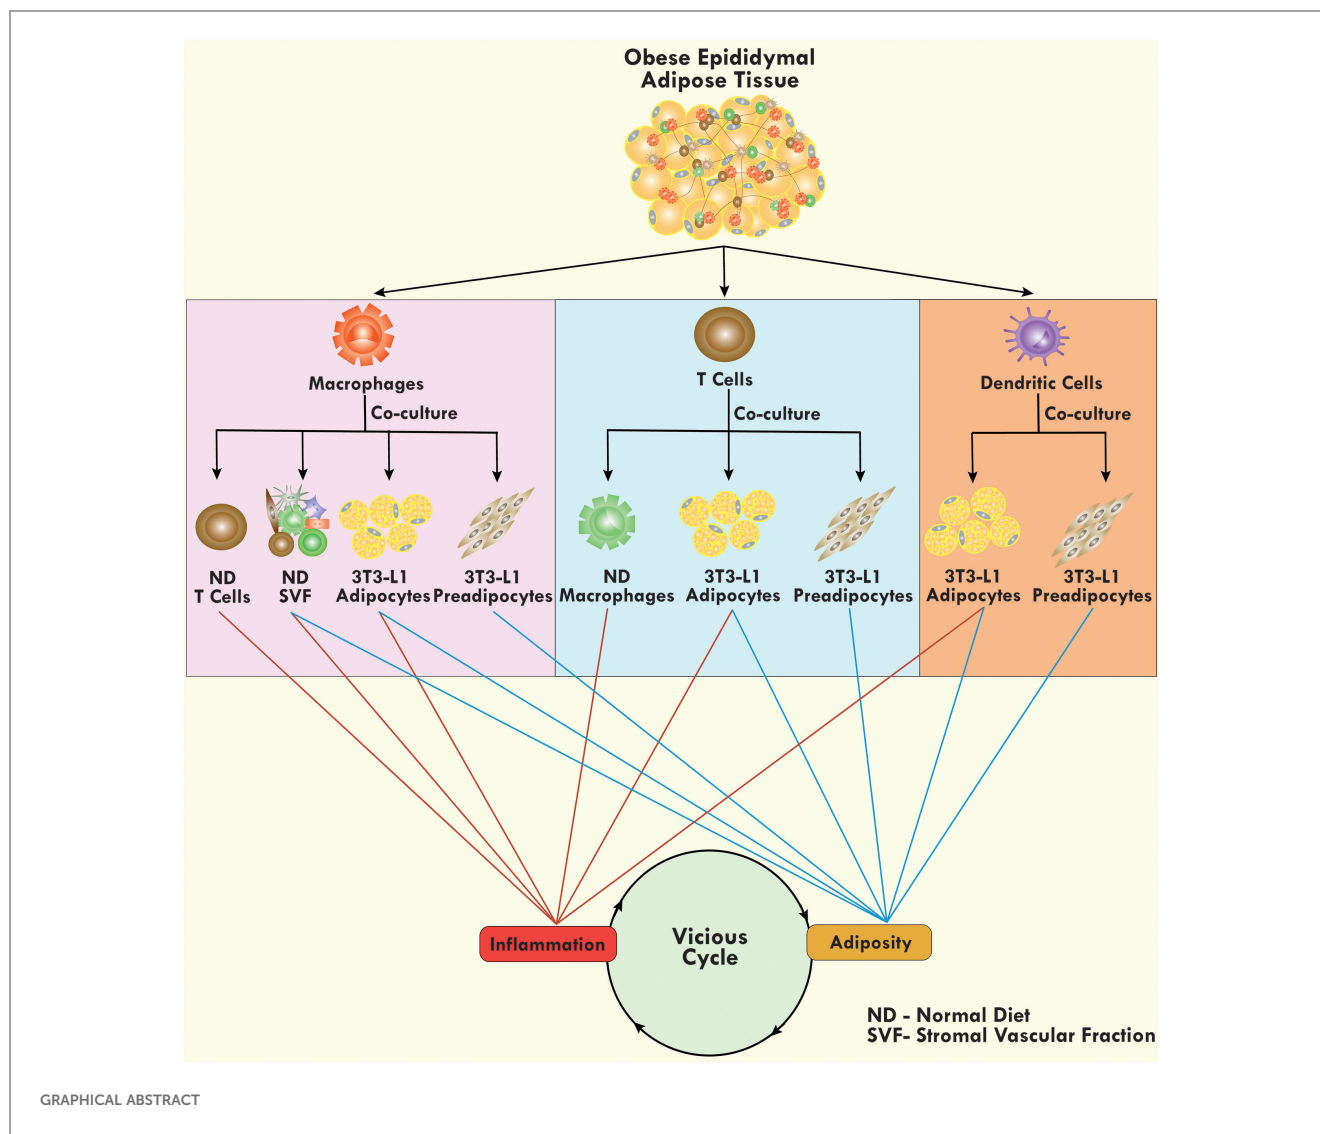 Obese Epididymal
Adipose Tissue
Macrophages
T Cells
Dendritic Cells
Co-culture
Co-culture
Co-culture
ND
T Cells
ND
SVF
3T3-L1
Adipocytes
3T3-L1
Preadipocytes
ND
Macrophages
3T3-L1
Adipocytes
3T3-L1
Preadipocytes
3T3-L1
Adipocytes
3T3-L1
Preadipocytes
Inflammation
Vicious
Cycle
Adiposity
ND - Normal Diet
SVF- Stromal Vascular Fraction
GRAPHICAL ABSTRACT